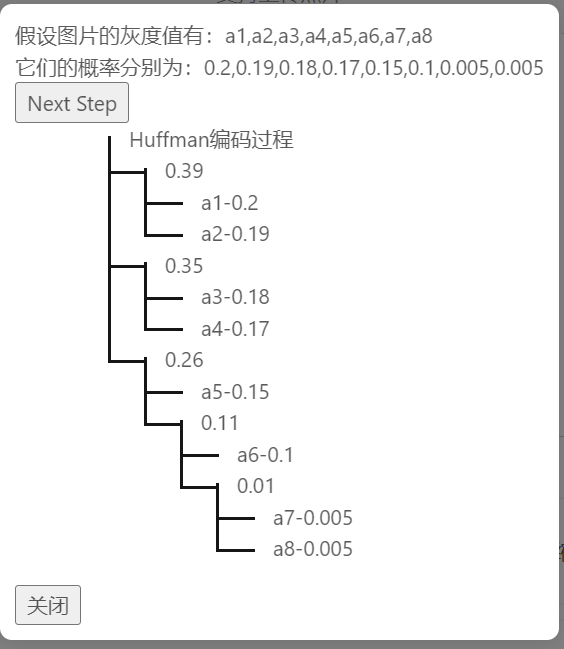 假设图片的灰度值有：a1,a2,a3,a4,a5,a6,a7,a8
它们的概率分别为：0.2,0.19,0.18,0.17,0.15,0.1,0.005,0.005
Next Step
Huffman编码过程
0.39
a1-0.2
a2-0.19
0.35
a3-0.18
a4-0.17
0.26
a5-0.15
0.11
a6-0.1
0.01
a7-0.005
a8-0.005
关闭